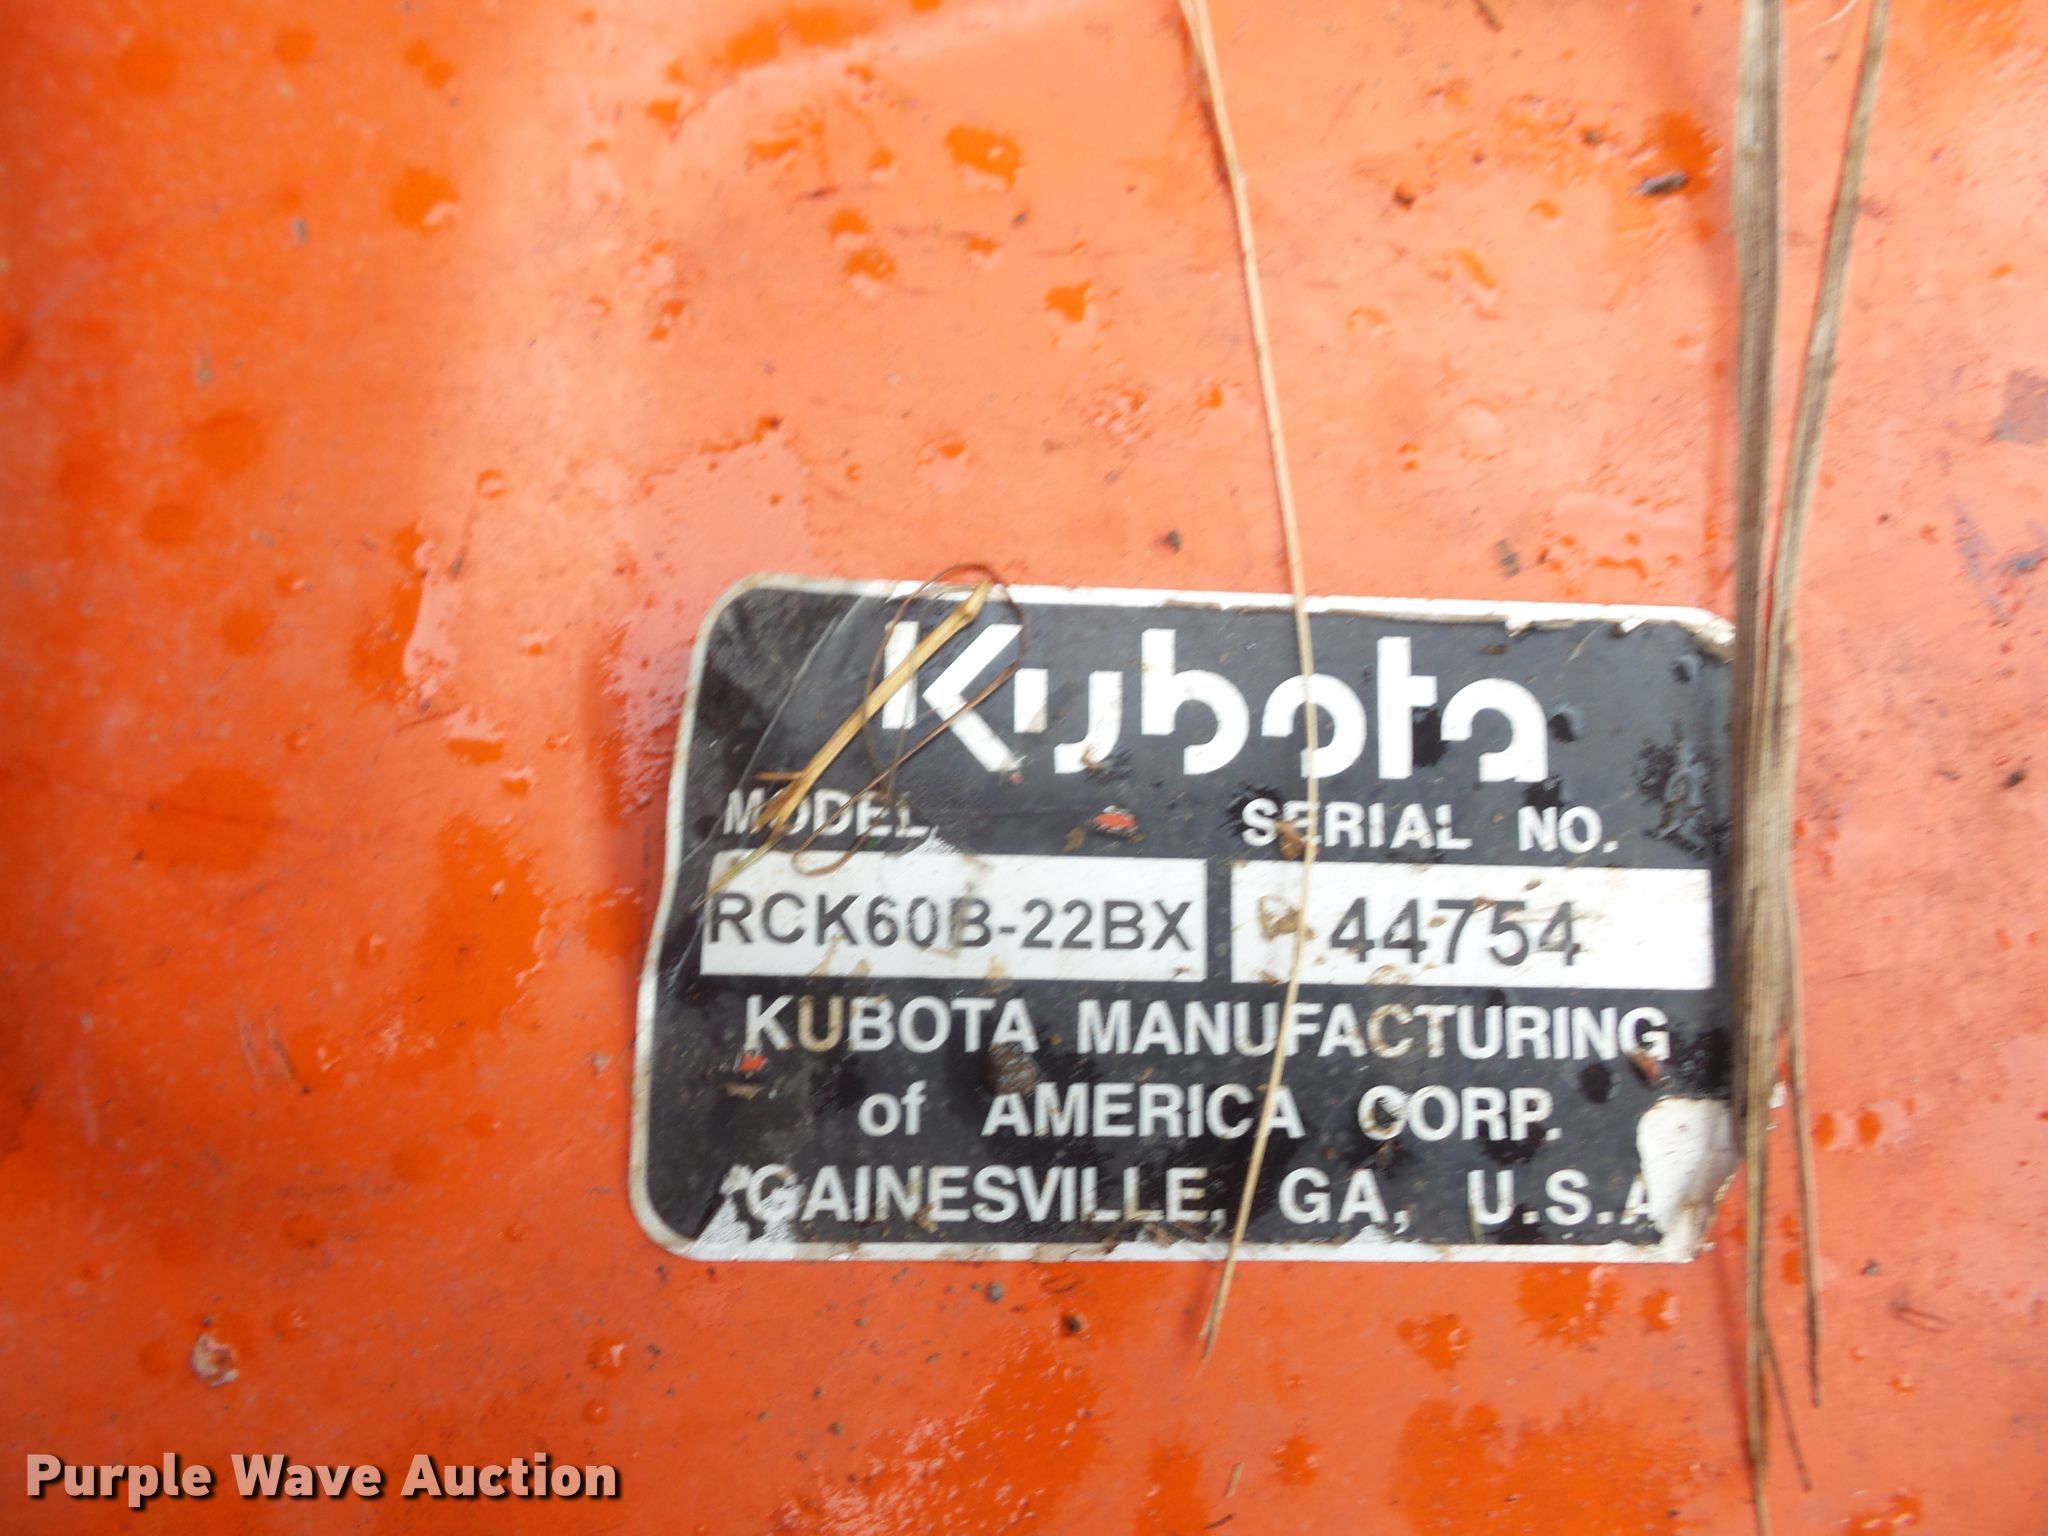 Kubota
MODEL SERIAL NO.
RCK60B-22BX 44754
KUBOTA MANUFACTURING
of AMERICA CORP.
GAINESVILLE, GA, U.S.A
Purple Wave Auction